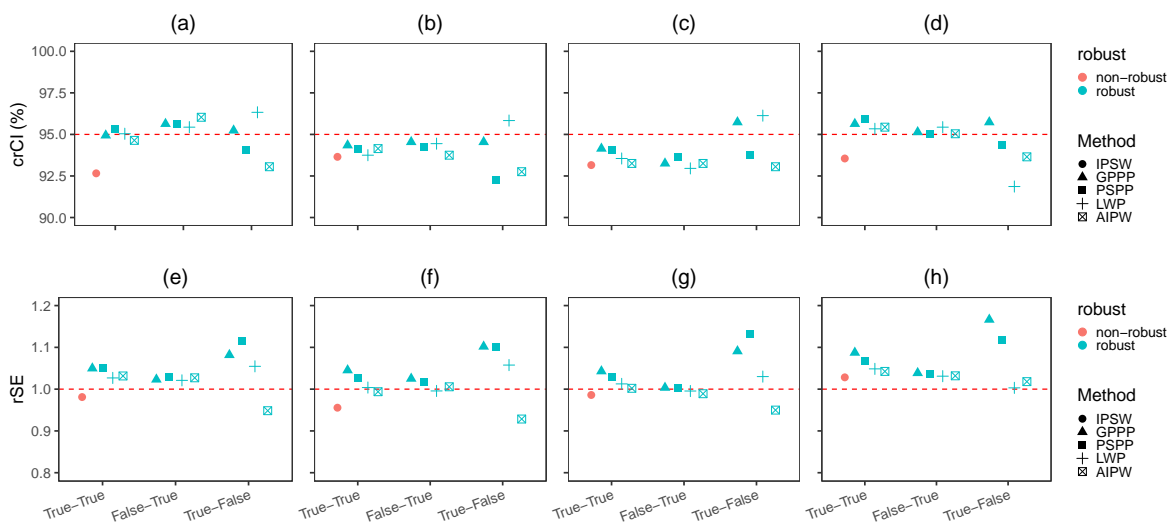 (a) (b) (c) (d)
crCI (%)
100.0
97.5
95.0
92.5
90.0
robust
non−robust
robust
Method
IPSW
GPPP
PSPP
LWP
AIPW
(e) (f) (g) (h)
rSE
1.2
1.1
1.0
0.9
0.8
robust
non−robust
robust
Method
IPSW
GPPP
PSPP
LWP
AIPW
True−True False−True True−False True−True False−True True−False True−True False−True True−False True−True False−True True−False